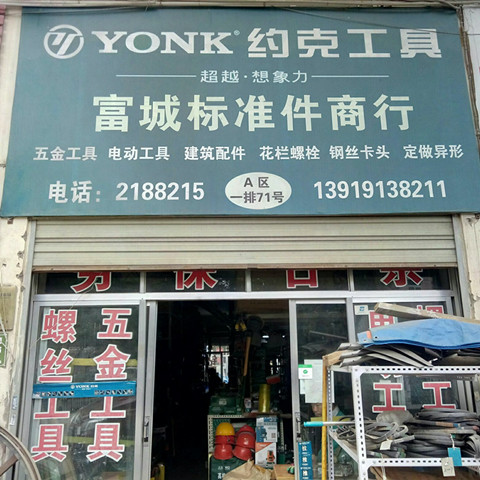 YONK® 约克工具
超越·想象力
富城标准件商行
五金工具 电动工具 建筑配件 花栏螺栓 钢丝卡头 定做异形
电话：2188215
A区
一排71号
13919138211
劳保
五金工具
螺丝工具
YONK